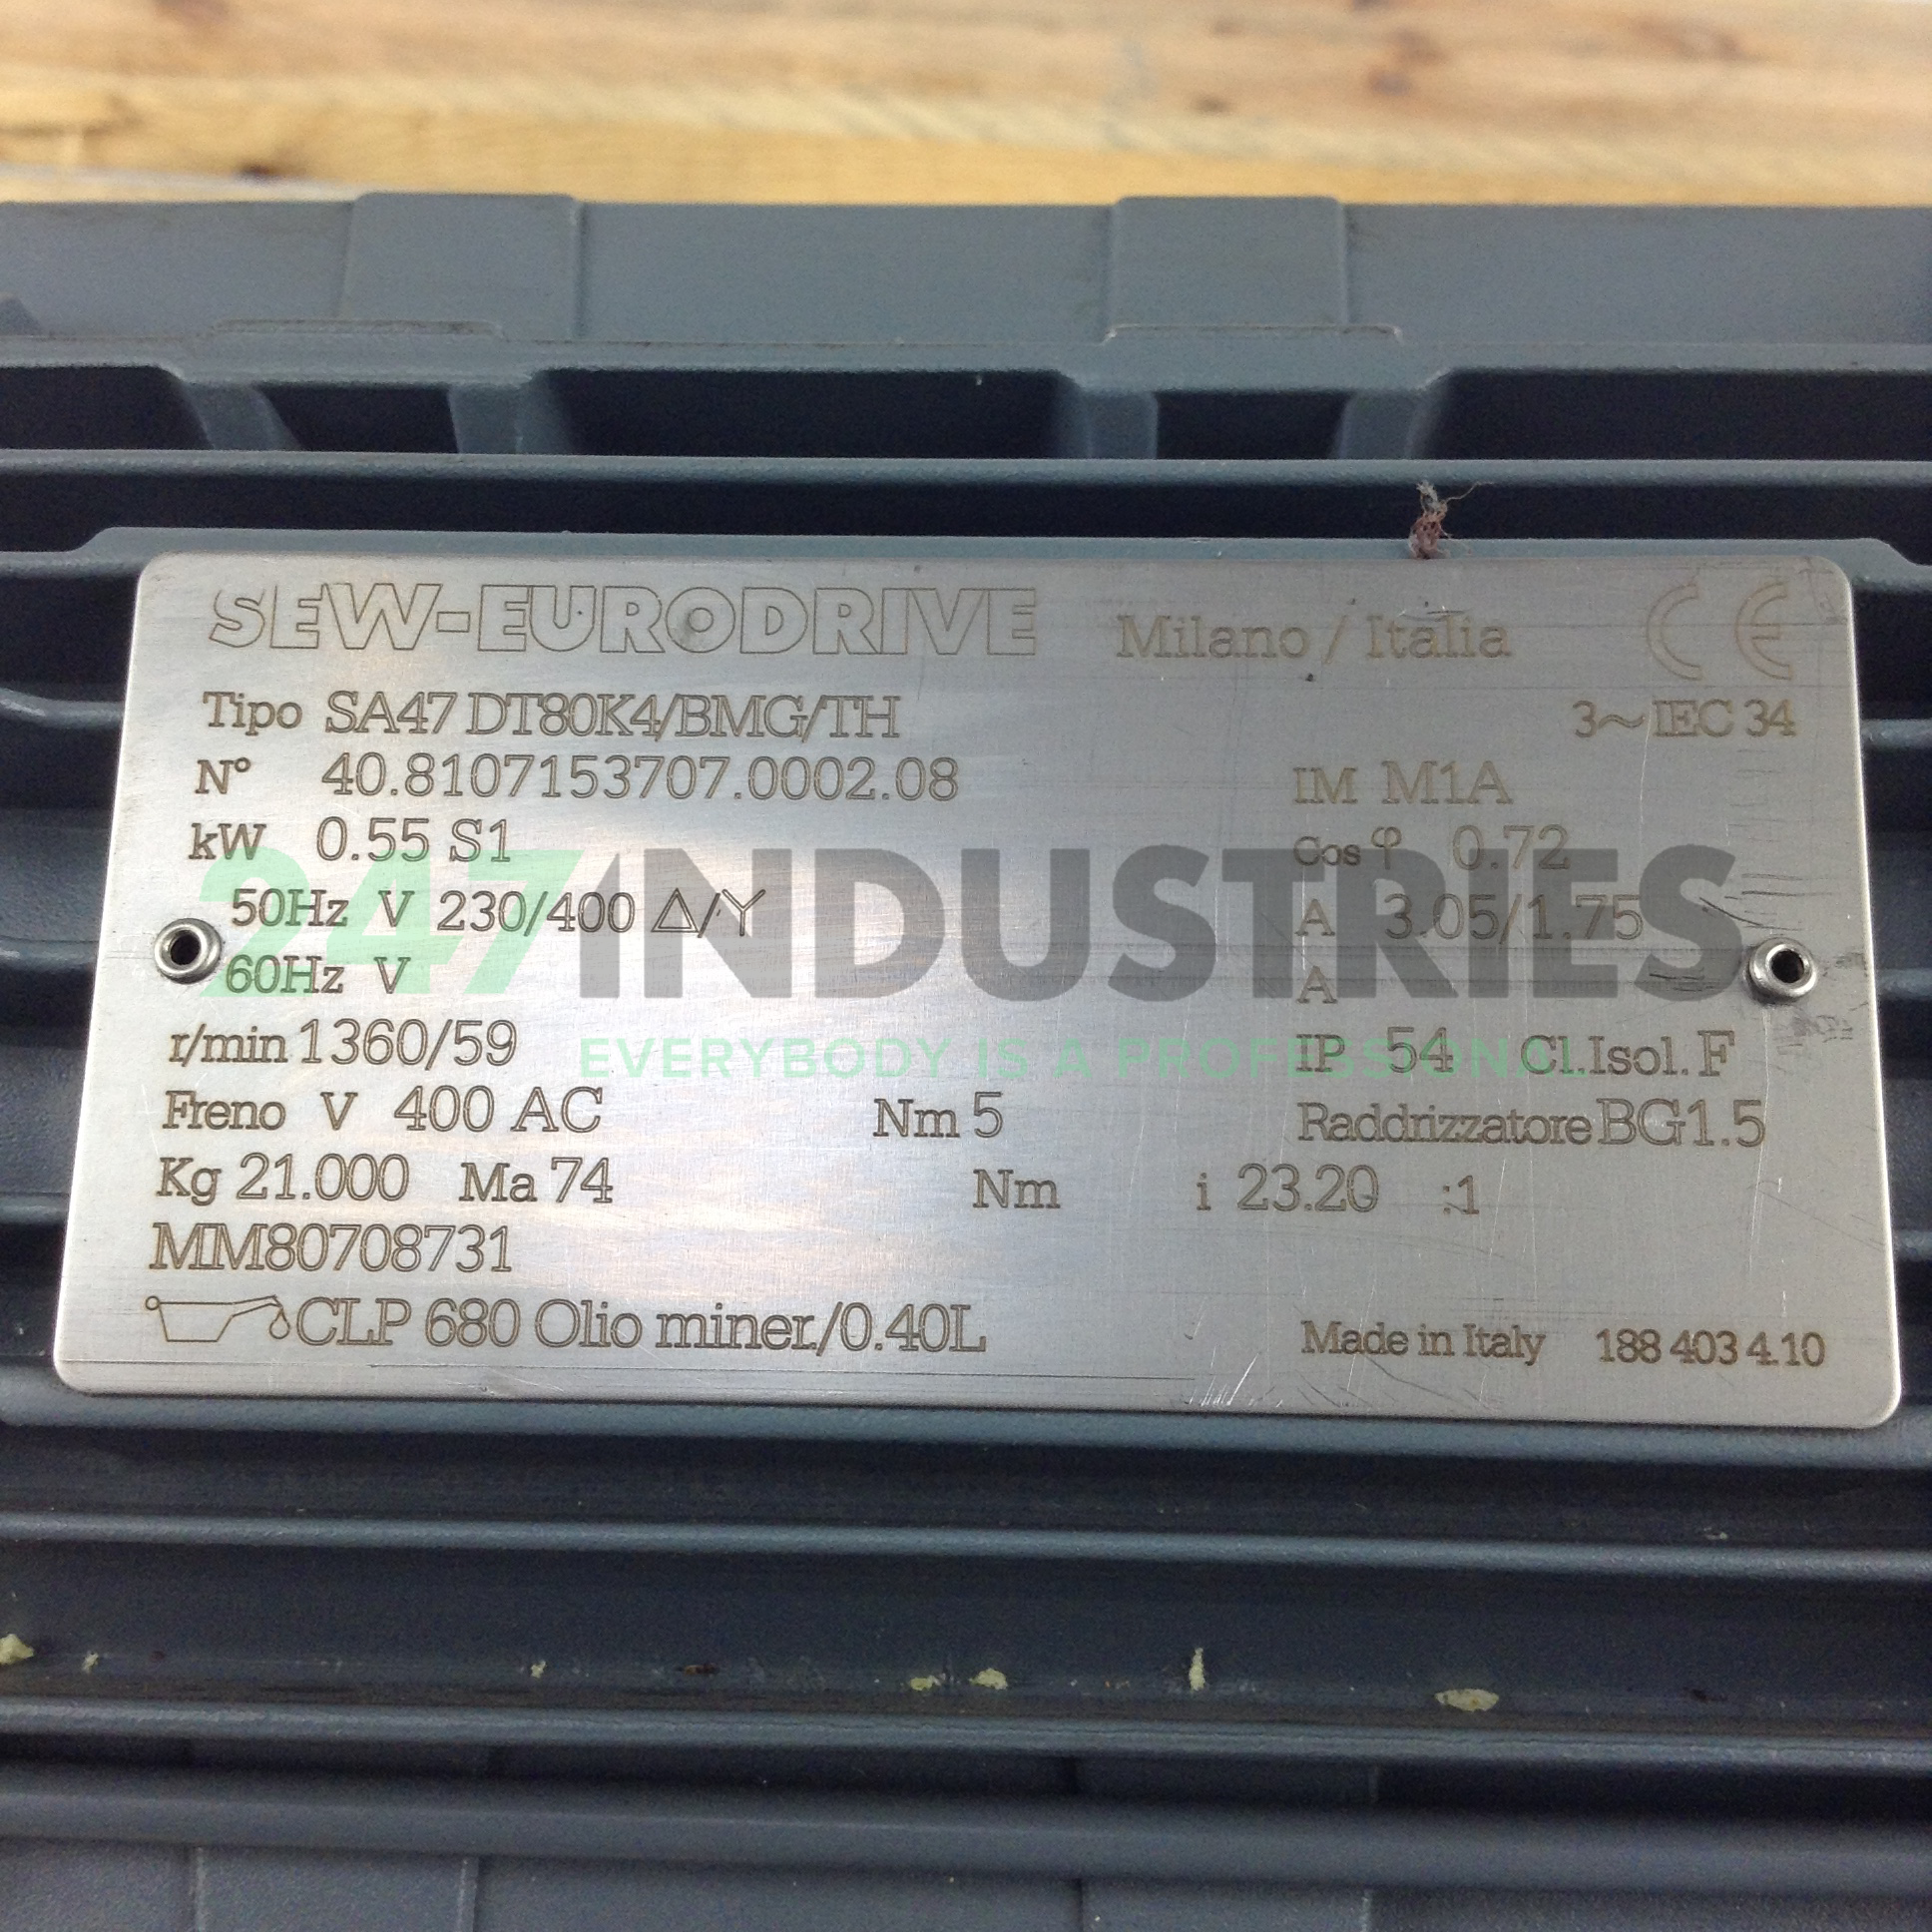 SEW-EURODRIVE Milano / Italia CE
Tipo SA47 DT80K4/BMG/TH 3~IEC 34
N° 40.8107153707.0002.08 IM M1A
kW 0.55 S1 Cos φ 0.72
50Hz V 230/400 Δ/Y A 3.05/1.75
60Hz V A
247INDUSTRIES
EVERYBODY IS A PROFESSIONAL
r/min 1360/59 IP 54 Cl.Isol. F
Freno V 400 AC Nm 5 Raddrizzatore BG1.5
Kg 21.000 Ma 74 Nm i 23.20 :1
MM80708731
CLP 680 Olio miner./0.40L Made in Italy 188 403 4.10